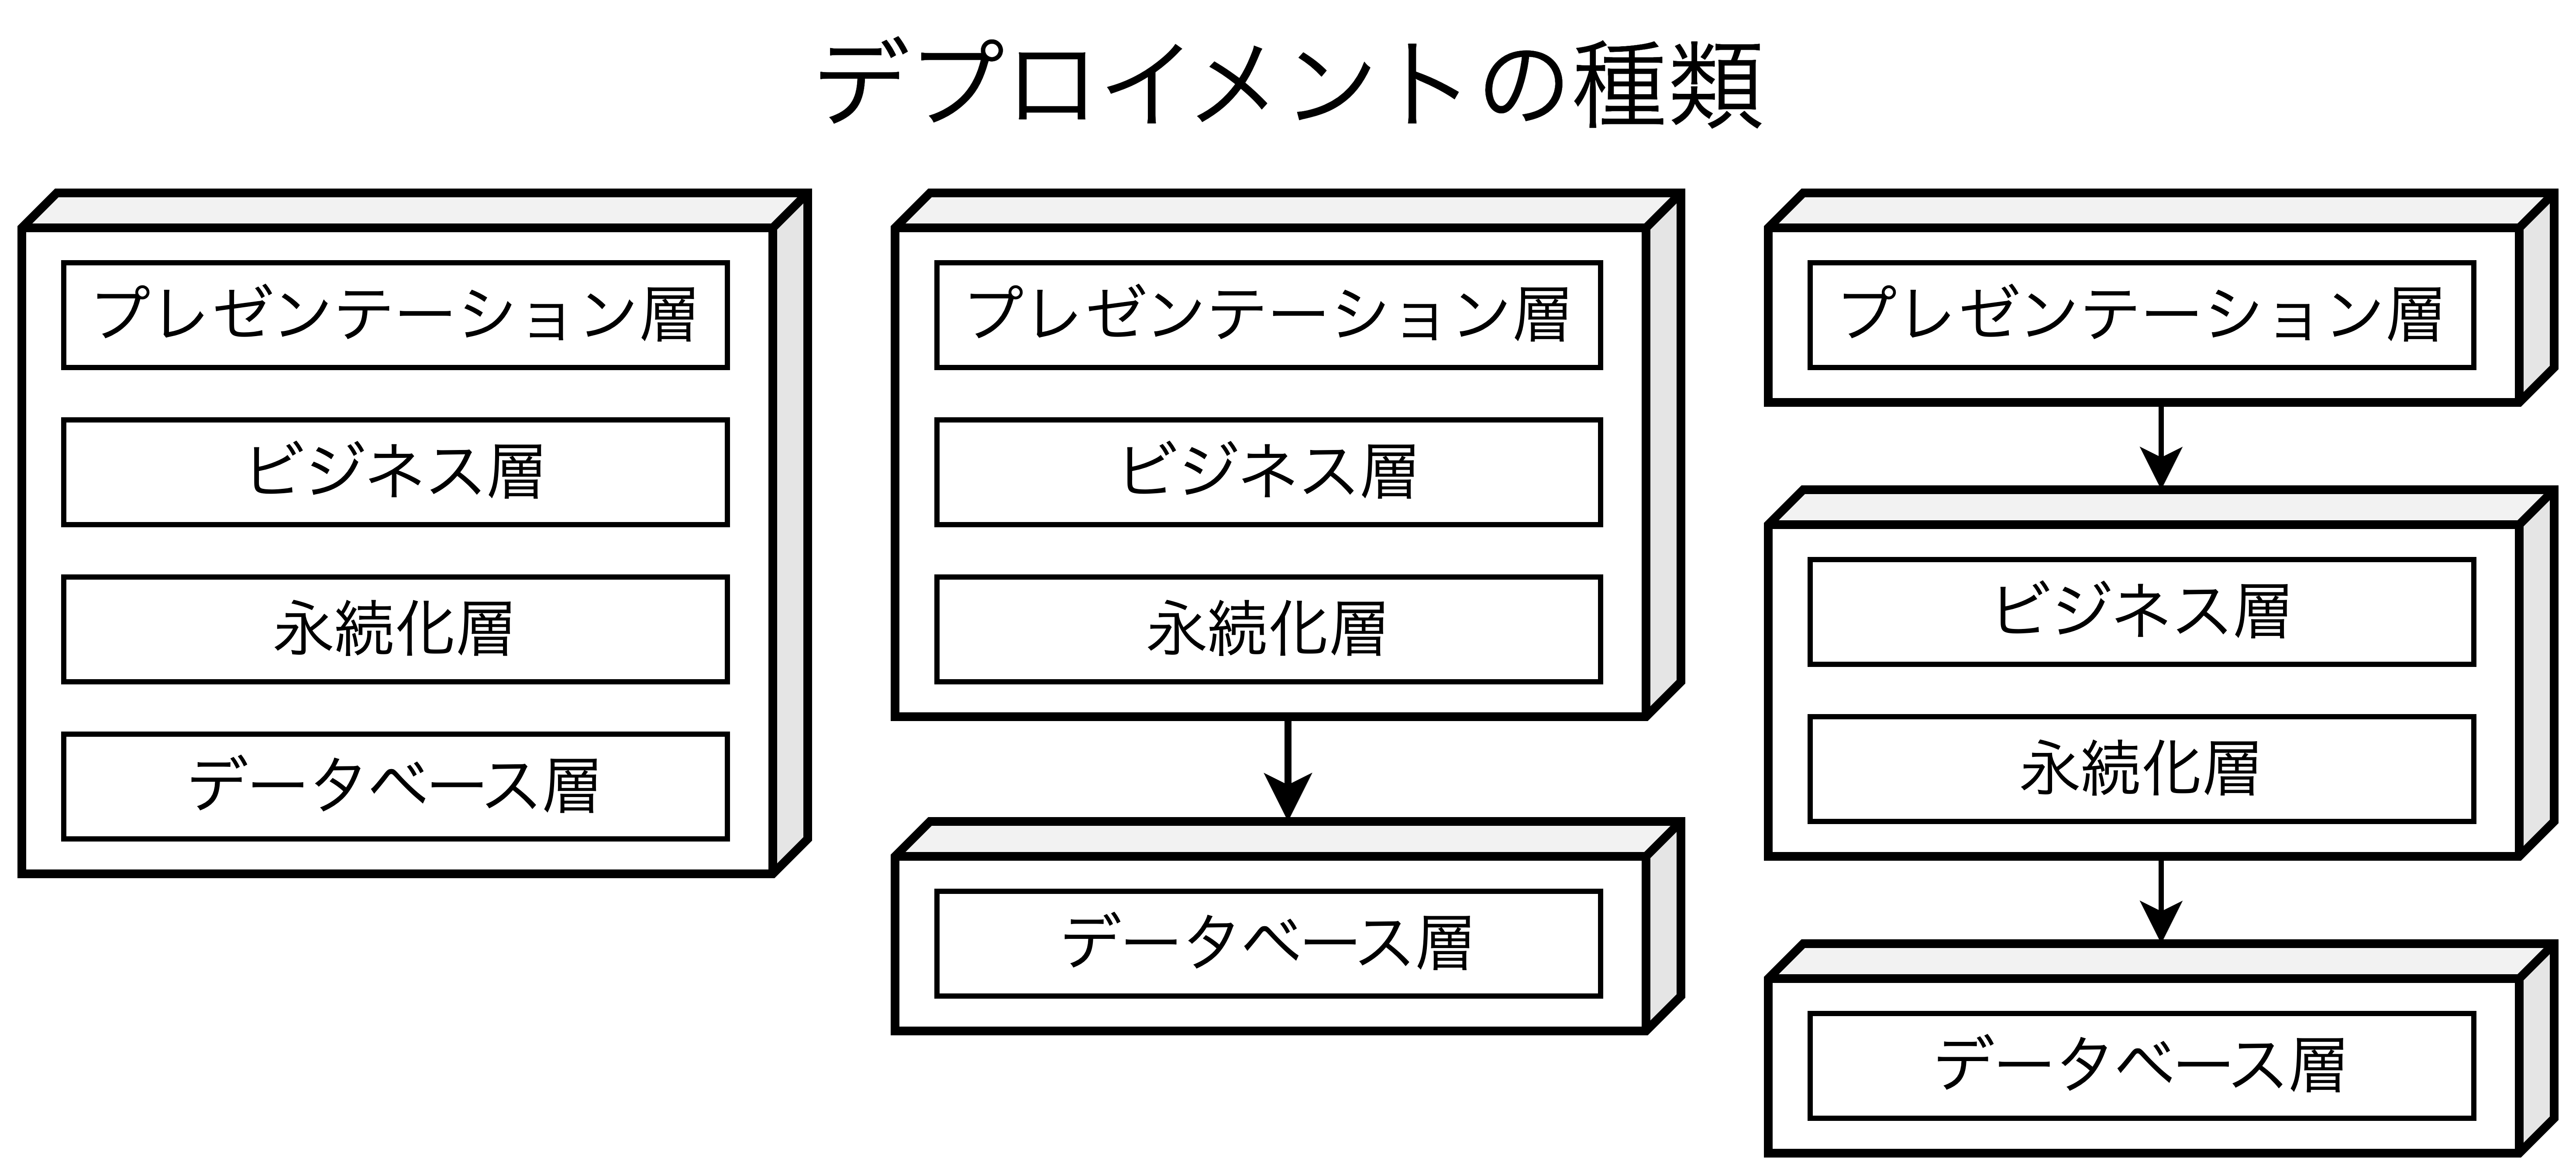 デプロイメントの種類
プレゼンテーション層
ビジネス層
永続化層
データベース層
プレゼンテーション層
ビジネス層
永続化層
データベース層
プレゼンテーション層
ビジネス層
永続化層
データベース層